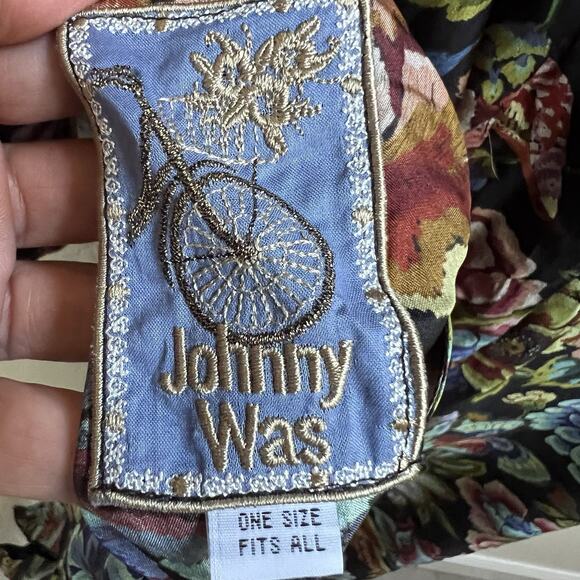 Johnny
Was
ONE SIZE
FITS ALL